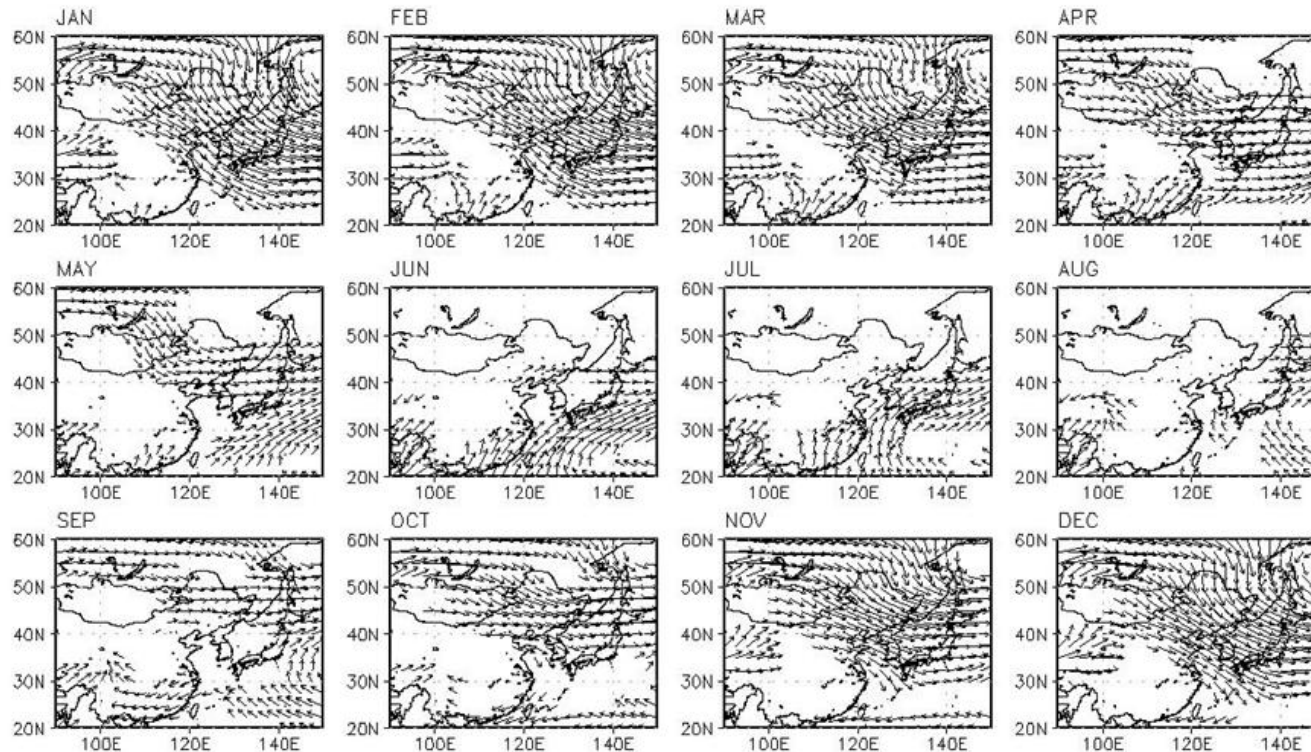 JAN FEB MAR APR
60N 60N 60N 60N
50N 50N 50N 50N
40N 40N 40N 40N
30N 30N 30N 30N
20N 20N 20N 20N
100E 120E 140E 100E 120E 140E 100E 120E 140E 100E 120E 140E
MAY JUN JUL AUG
60N 60N 60N 60N
50N 50N 50N 50N
40N 40N 40N 40N
30N 30N 30N 30N
20N 20N 20N 20N
100E 120E 140E 100E 120E 140E 100E 120E 140E 100E 120E 140E
SEP OCT NOV DEC
60N 60N 60N 60N
50N 50N 50N 50N
40N 40N 40N 40N
30N 30N 30N 30N
20N 20N 20N 20N
100E 120E 140E 100E 120E 140E 100E 120E 140E 100E 120E 140E